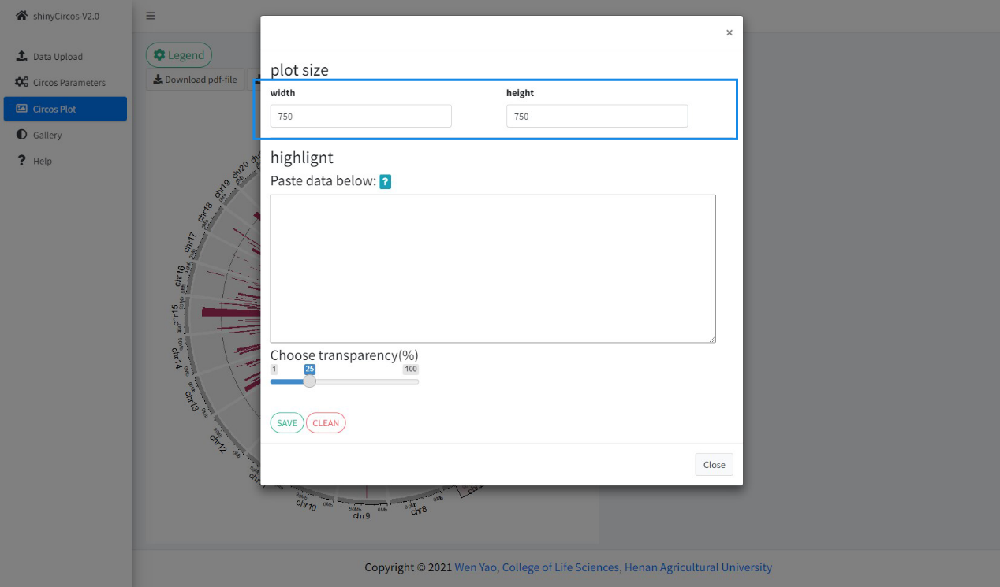 shinyCircos-V2.0
Data Upload
Circos Parameters
Circos Plot
Gallery
Help
Legend
Download pdf-file
×
plot size
width
height
750
750
highlignt
Paste data below: ?
Choose transparency(%)
1
25
100
SAVE
CLEAN
Close
chr20
chr19
chr18
chr17
chr16
chr15
chr14
chr13
chr12
chr10
chr9
chr8
Copyright © 2021 Wen Yao, College of Life Sciences, Henan Agricultural University